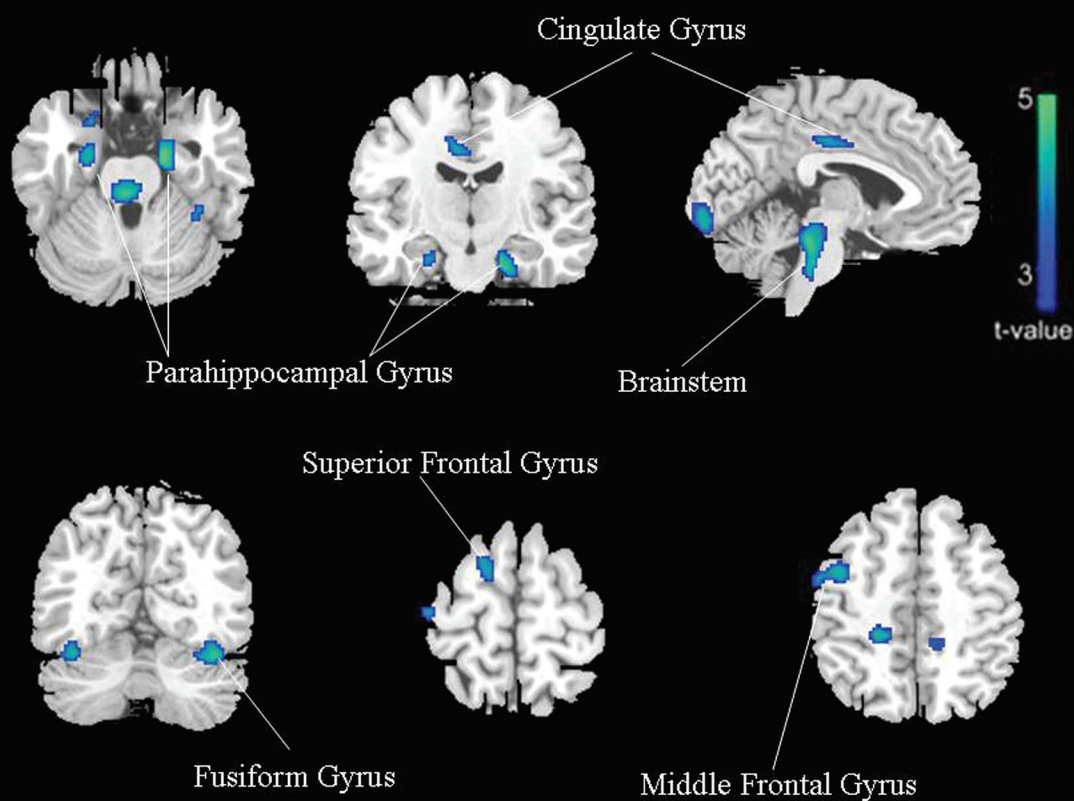 Cingulate Gyrus
5
3
t-value
Parahippocampal Gyrus
Brainstem
Superior Frontal Gyrus
Fusiform Gyrus
Middle Frontal Gyrus